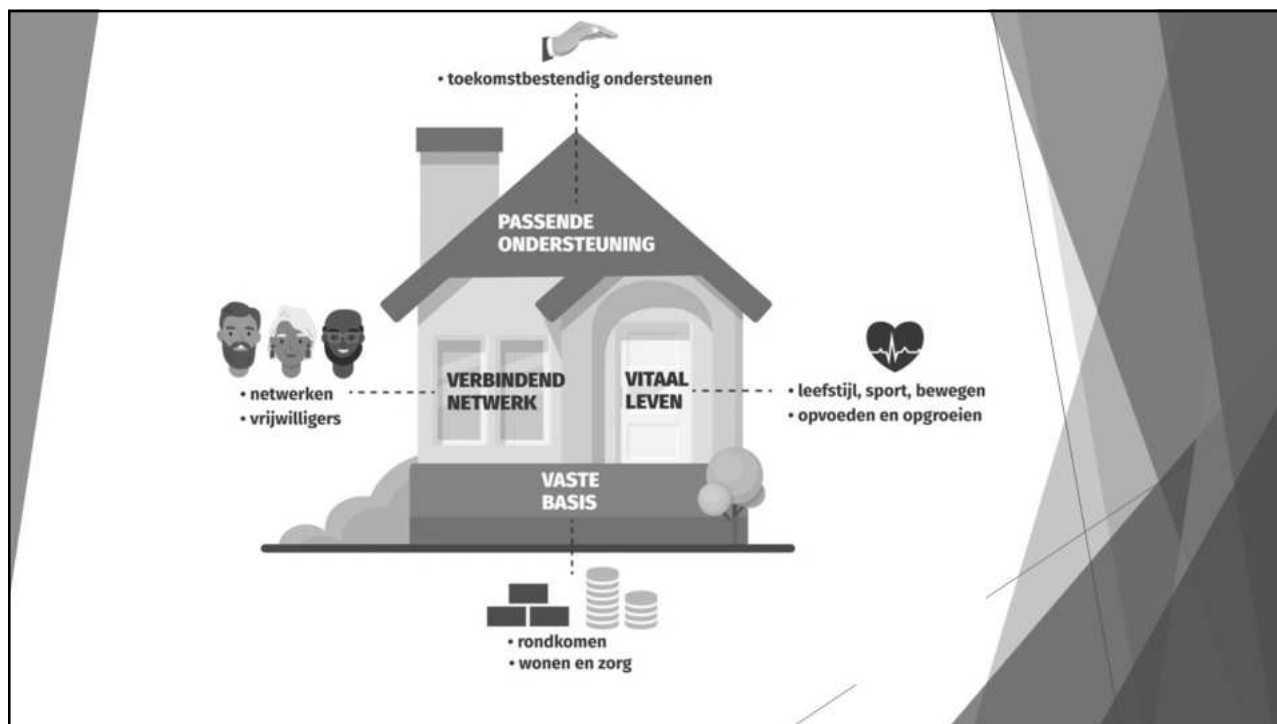 • toekomstbestendig ondersteunen
PASSENDE
ONDERSTEUNING
• netwerken
• vrijwilligers
VERBINDEND
NETWERK
VITAAL
LEVEN
• leefstijl, sport, bewegen
• opvoeden en opgroeien
VASTE
BASIS
• rondkomen
• wonen en zorg